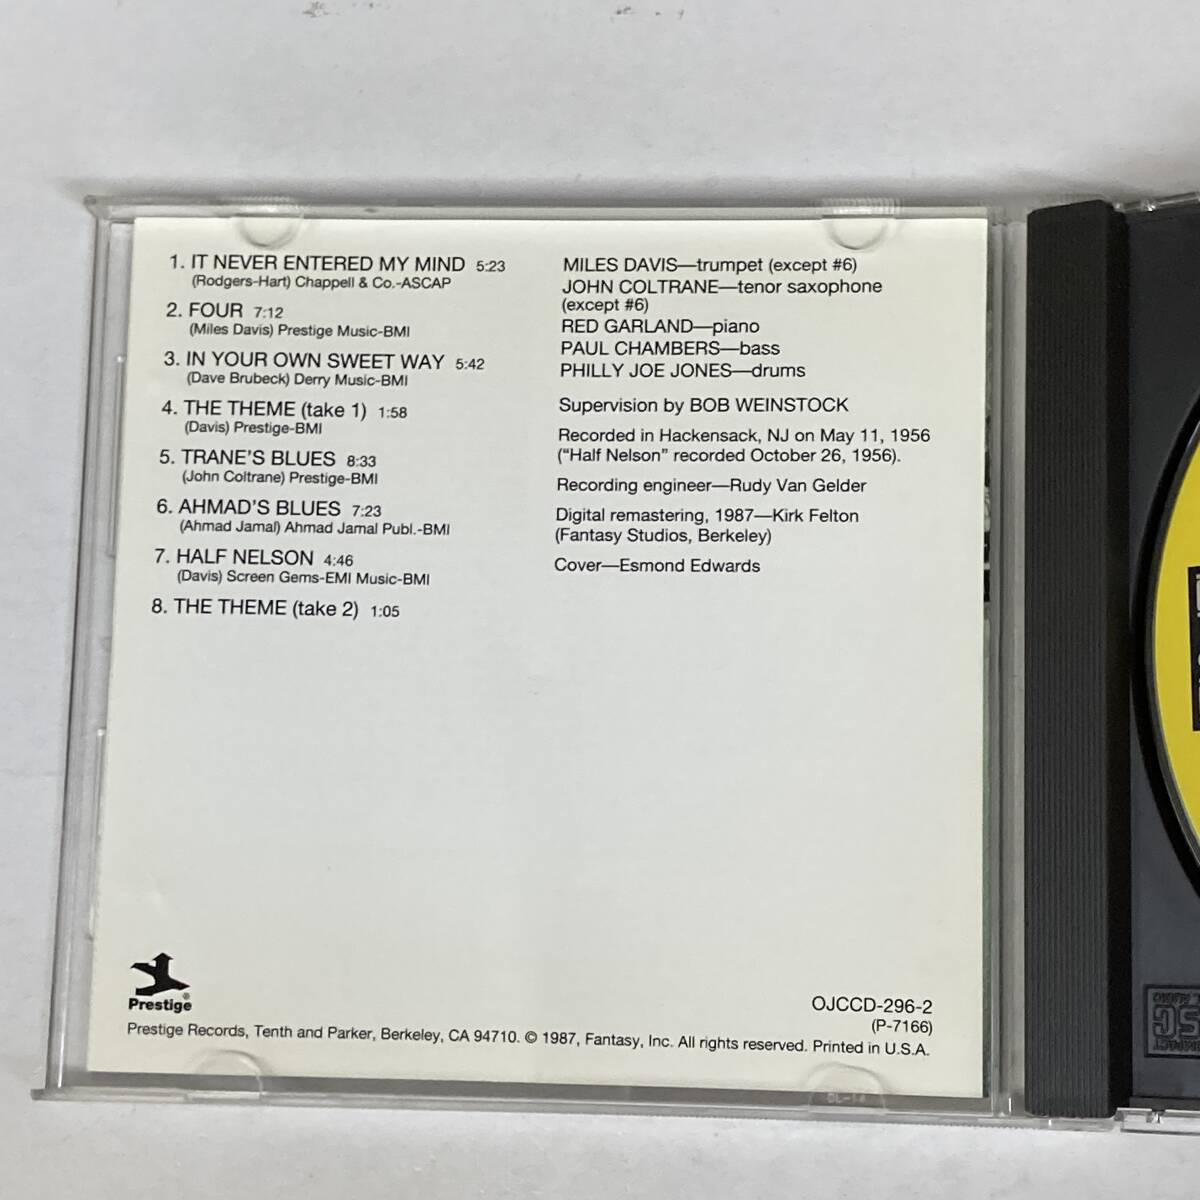 1. IT NEVER ENTERED MY MIND 5:23
(Rodgers-Hart) Chappell & Co.-ASCAP
2. FOUR 7:12
(Miles Davis) Prestige Music-BMI
3. IN YOUR OWN SWEET WAY 5:42
(Dave Brubeck) Derry Music-BMI
4. THE THEME (take 1) 1:58
(Davis) Prestige-BMI
5. TRANE'S BLUES 8:33
(John Coltrane) Prestige-BMI
6. AHMAD'S BLUES 7:23
(Ahmad Jamal) Ahmad Jamal Publ.-BMI
7. HALF NELSON 4:46
(Davis) Screen Gems-EMI Music-BMI
8. THE THEME (take 2) 1:05
MILES DAVIS—trumpet (except #6)
JOHN COLTRANE—tenor saxophone
(except #6)
RED GARLAND—piano
PAUL CHAMBERS—bass
PHILLY JOE JONES—drums
Supervision by BOB WEINSTOCK
Recorded in Hackensack, NJ on May 11, 1956
(“Half Nelson” recorded October 26, 1956).
Recording engineer—Rudy Van Gelder
Digital remastering, 1987—Kirk Felton
(Fantasy Studios, Berkeley)
Cover—Esmond Edwards
Prestige®
OJCCD-296-2
(P-7166)
Prestige Records, Tenth and Parker, Berkeley, CA 94710. © 1987, Fantasy, Inc. All rights reserved. Printed in U.S.A.